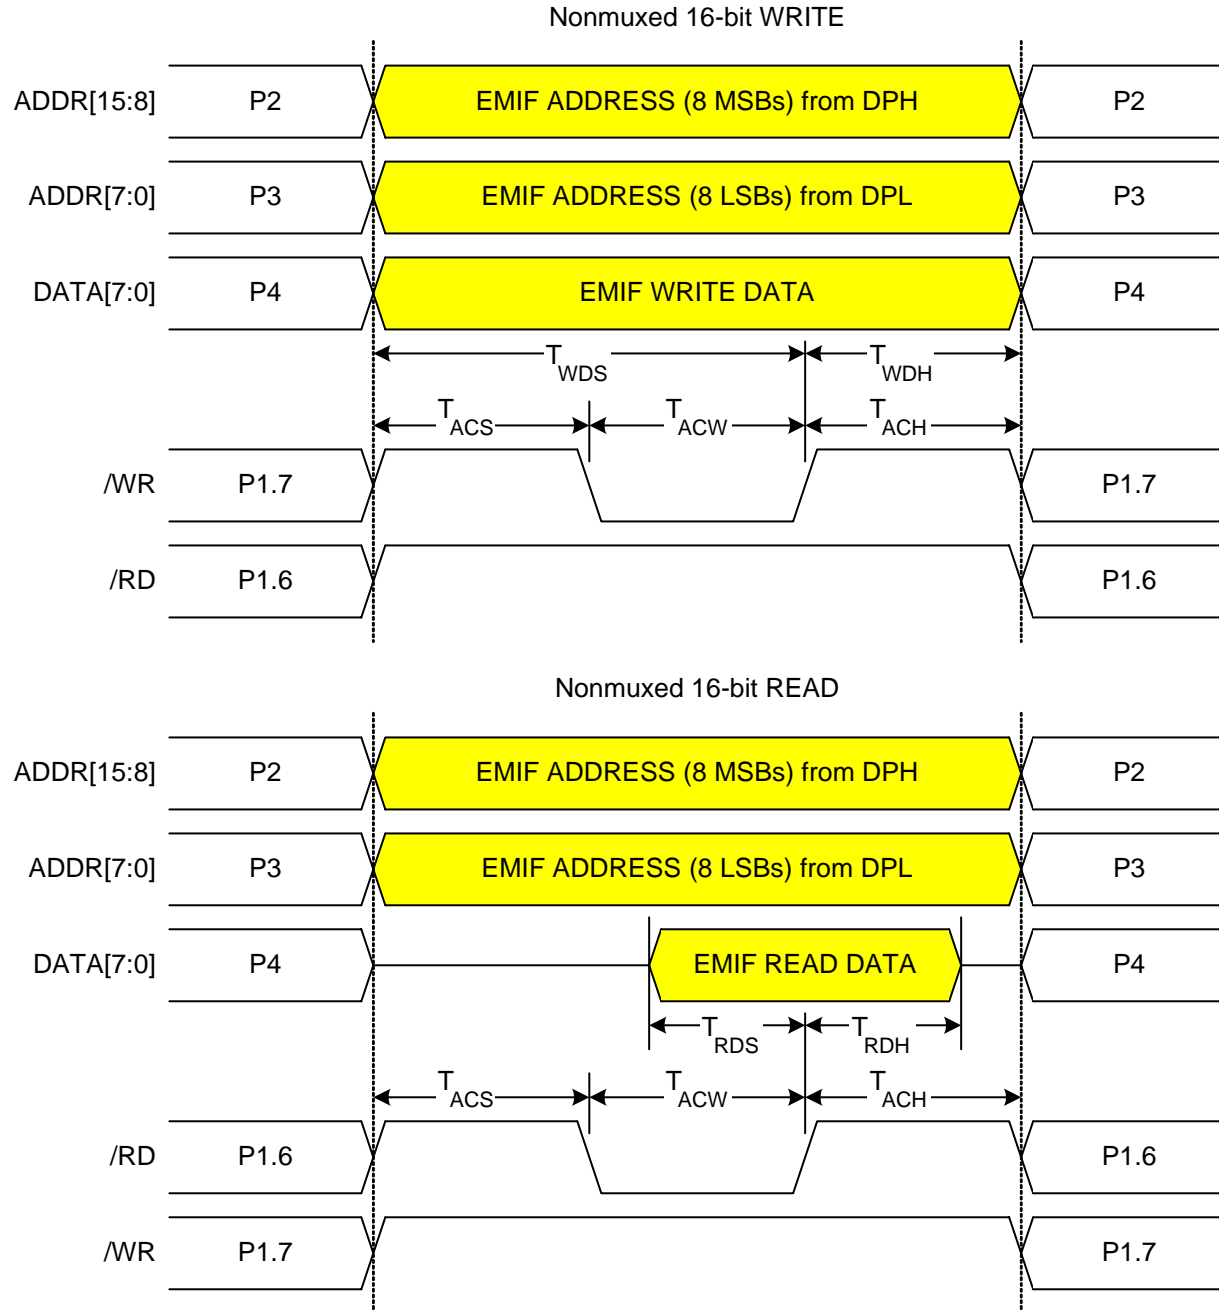 Nonmuxed 16-bit WRITE
ADDR[15:8] P2 EMIF ADDRESS (8 MSBs) from DPH P2
ADDR[7:0] P3 EMIF ADDRESS (8 LSBs) from DPL P3
DATA[7:0] P4 EMIF WRITE DATA P4
TWDS TWDH
TACS TACW TACH
/WR P1.7 P1.7
/RD P1.6 P1.6
Nonmuxed 16-bit READ
ADDR[15:8] P2 EMIF ADDRESS (8 MSBs) from DPH P2
ADDR[7:0] P3 EMIF ADDRESS (8 LSBs) from DPL P3
DATA[7:0] P4 EMIF READ DATA P4
TRDS TRDH
TACS TACW TACH
/RD P1.6 P1.6
/WR P1.7 P1.7